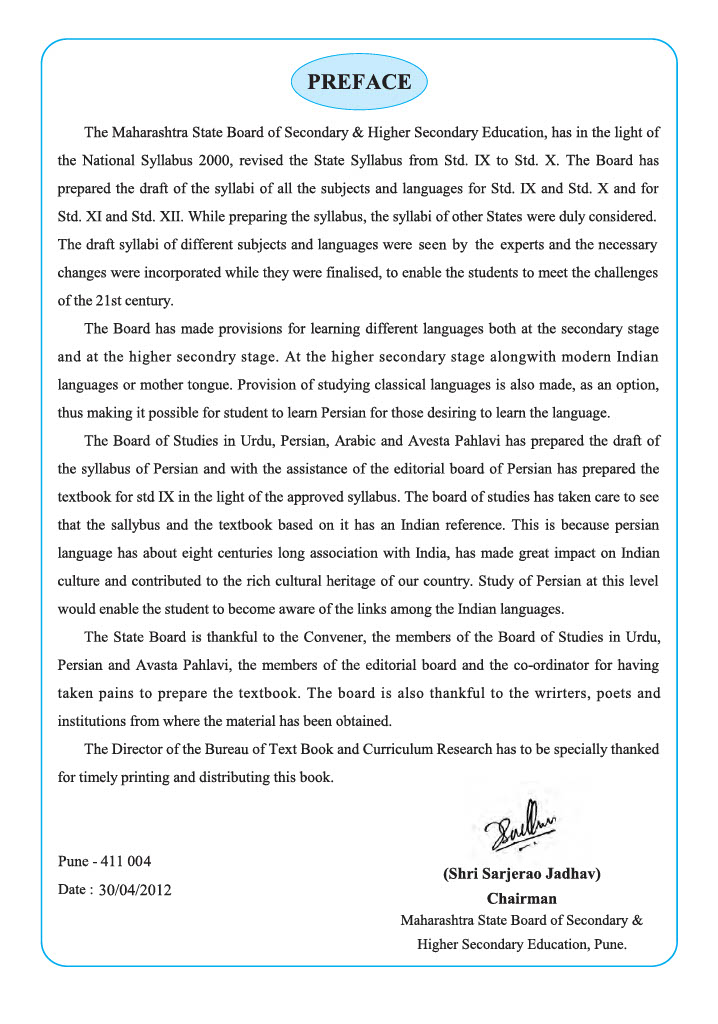 PREFACE
The Maharashtra State Board of Secondary & Higher Secondary Education, has in the light of
the National Syllabus 2000, revised the State Syllabus from Std. IX to Std. X. The Board has
prepared the draft of the syllabi of all the subjects and languages for Std. IX and Std. X and for
Std. XI and Std. XII. While preparing the syllabus, the syllabi of other States were duly considered.
The draft syllabi of different subjects and languages were seen by the experts and the necessary
changes were incorporated while they were finalised, to enable the students to meet the challenges
of the 21st century.
The Board has made provisions for learning different languages both at the secondary stage
and at the higher secondry stage. At the higher secondary stage alongwith modern Indian
languages or mother tongue. Provision of studying classical languages is also made, as an option,
thus making it possible for student to learn Persian for those desiring to learn the language.
The Board of Studies in Urdu, Persian, Arabic and Avesta Pahlavi has prepared the draft of
the syllabus of Persian and with the assistance of the editorial board of Persian has prepared the
textbook for std IX in the light of the approved syllabus. The board of studies has taken care to see
that the sallybus and the textbook based on it has an Indian reference. This is because persian
language has about eight centuries long association with India, has made great impact on Indian
culture and contributed to the rich cultural heritage of our country. Study of Persian at this level
would enable the student to become aware of the links among the Indian languages.
The State Board is thankful to the Convener, the members of the Board of Studies in Urdu,
Persian and Avasta Pahlavi, the members of the editorial board and the co-ordinator for having
taken pains to prepare the textbook. The board is also thankful to the wrirters, poets and
institutions from where the material has been obtained.
The Director of the Bureau of Text Book and Curriculum Research has to be specially thanked
for timely printing and distributing this book.
Pune - 411 004
Date : 30/04/2012
(Shri Sarjerao Jadhav)
Chairman
Maharashtra State Board of Secondary &
Higher Secondary Education, Pune.